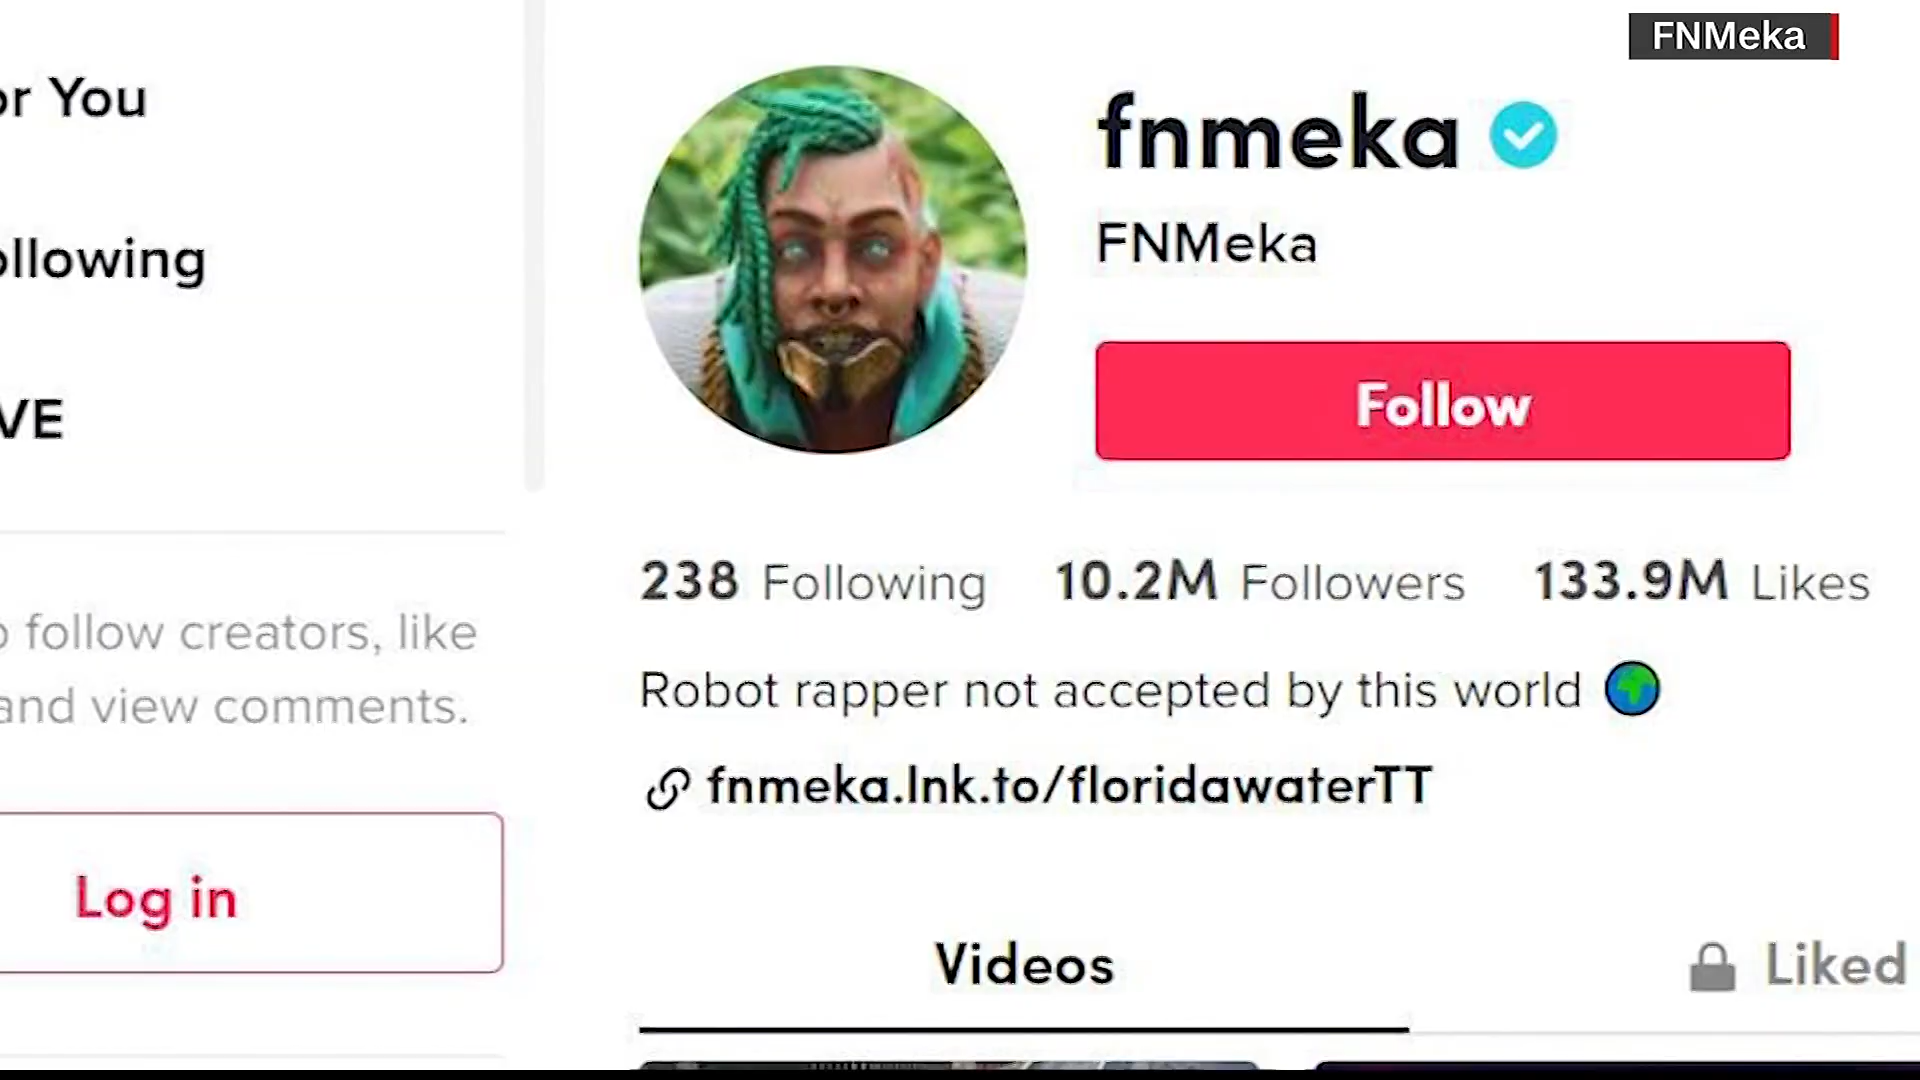 FNMeka
or You
ollowing
VE
follow creators, like
and view comments.
Log in
fnmeka
FNMeka
Follow
238 Following 10.2M Followers 133.9M Likes
Robot rapper not accepted by this world
fnmeka.lnk.to/floridawaterTT
Videos
Liked